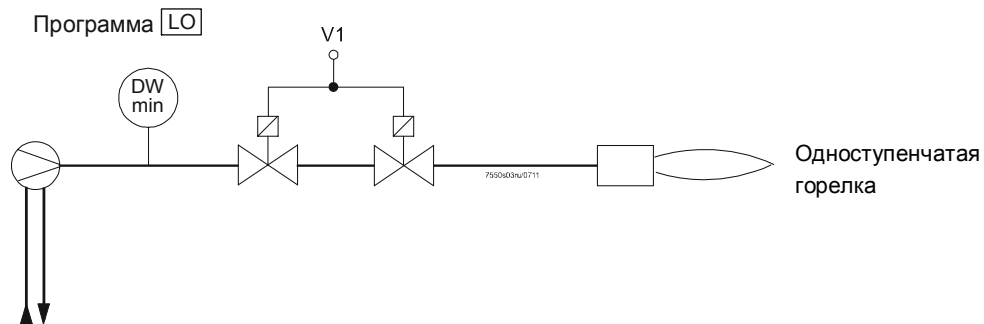 Программа LO
V1
DW
min
7550s03ru/0711
Одноступенчатая
горелка